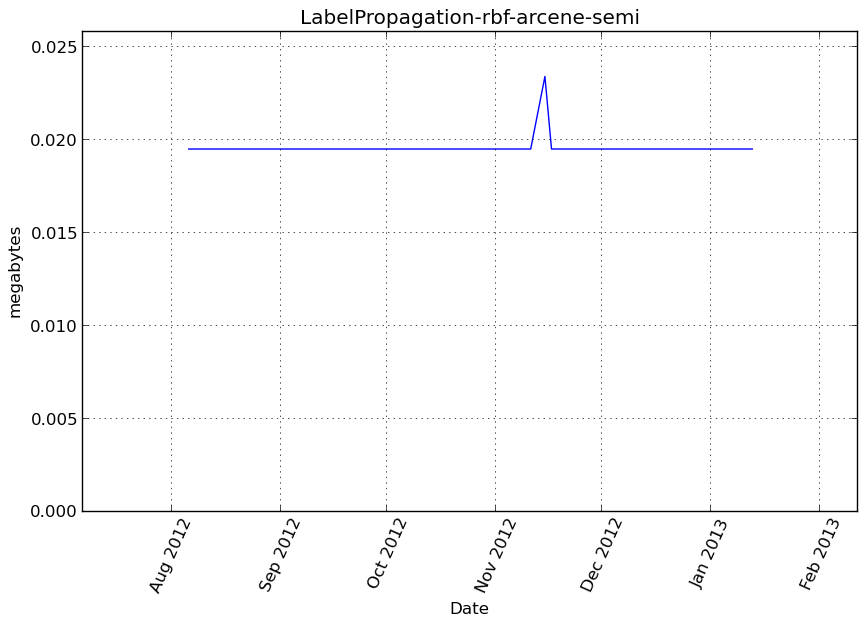 LabelPropagation-rbf-arcene-semi
0.025
0.020
0.015
0.010
0.005
0.000
megabytes
Aug 2012
Sep 2012
Oct 2012
Nov 2012
Dec 2012
Jan 2013
Feb 2013
Date